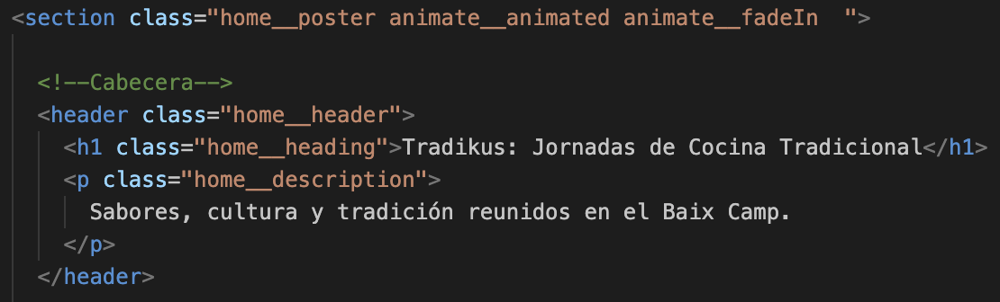 <section class="home__poster animate__animated animate__fadeIn  ">
<!--Cabecera-->
<header class="home__header">
<h1 class="home__heading">Tradikus: Jornadas de Cocina Tradicional</h1>
<p class="home__description">
Sabores, cultura y tradición reunidos en el Baix Camp.
</p>
</header>